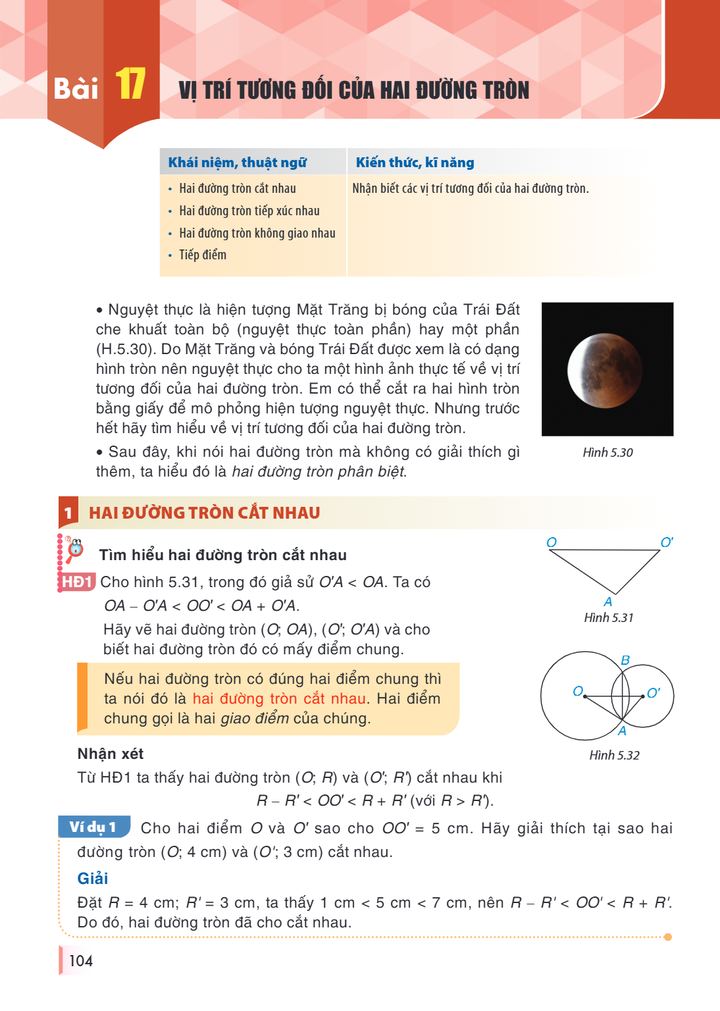 Bài 17
VỊ TRÍ TƯƠNG ĐỐI CỦA HAI ĐƯỜNG TRÒN
Khái niệm, thuật ngữ
Kiến thức, kĩ năng
• Hai đường tròn cắt nhau
• Hai đường tròn tiếp xúc nhau
• Hai đường tròn không giao nhau
• Tiếp điểm
Nhận biết các vị trí tương đối của hai đường tròn.
• Nguyệt thực là hiện tượng Mặt Trăng bị bóng của Trái Đất
che khuất toàn bộ (nguyệt thực toàn phần) hay một phần
(H.5.30). Do Mặt Trăng và bóng Trái Đất được xem là có dạng
hình tròn nên nguyệt thực cho ta một hình ảnh thực tế về vị trí
tương đối của hai đường tròn. Em có thể cắt ra hai hình tròn
bằng giấy để mô phỏng hiện tượng nguyệt thực. Nhưng trước
hết hãy tìm hiểu về vị trí tương đối của hai đường tròn.
Hình 5.30
• Sau đây, khi nói hai đường tròn mà không có giải thích gì
thêm, ta hiểu đó là hai đường tròn phân biệt.
1 HAI ĐƯỜNG TRÒN CẮT NHAU
Tìm hiểu hai đường tròn cắt nhau
HĐ1 Cho hình 5.31, trong đó giả sử O'A < OA. Ta có
OA – O'A < OO' < OA + O'A.
Hãy vẽ hai đường tròn (O; OA), (O'; O'A) và cho
biết hai đường tròn đó có mấy điểm chung.
O
O'
A
Hình 5.31
Nếu hai đường tròn có đúng hai điểm chung thì
ta nói đó là hai đường tròn cắt nhau. Hai điểm
chung gọi là hai giao điểm của chúng.
B
O
O'
A
Hình 5.32
Nhận xét
Từ HĐ1 ta thấy hai đường tròn (O; R) và (O'; R') cắt nhau khi
R – R' < OO' < R + R' (với R > R').
Ví dụ 1 Cho hai điểm O và O' sao cho OO' = 5 cm. Hãy giải thích tại sao hai
đường tròn (O; 4 cm) và (O'; 3 cm) cắt nhau.
Giải
Đặt R = 4 cm; R' = 3 cm, ta thấy 1 cm < 5 cm < 7 cm, nên R – R' < OO' < R + R'.
Do đó, hai đường tròn đã cho cắt nhau.
104